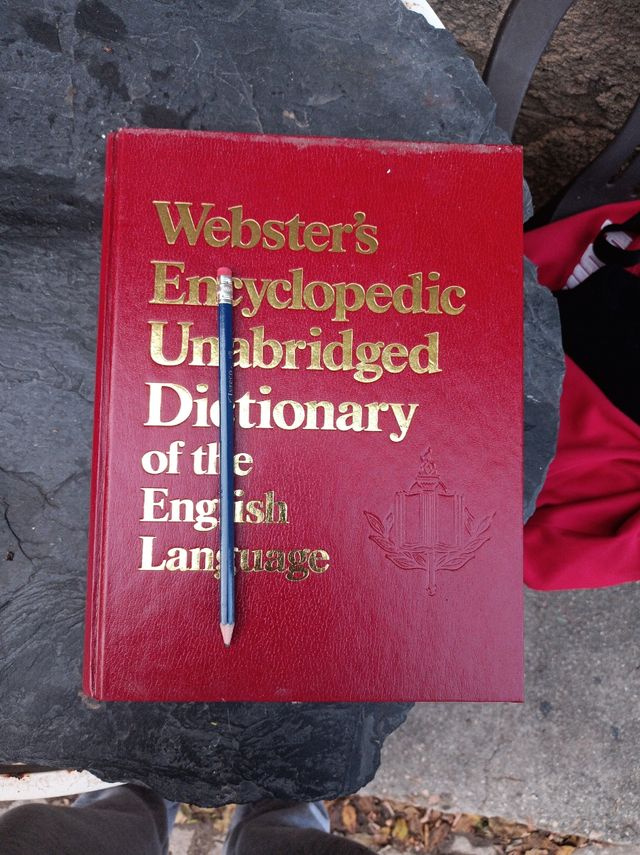 Webster's
Encyclopedic
Unabridged
Dictionary
of the
English
Language